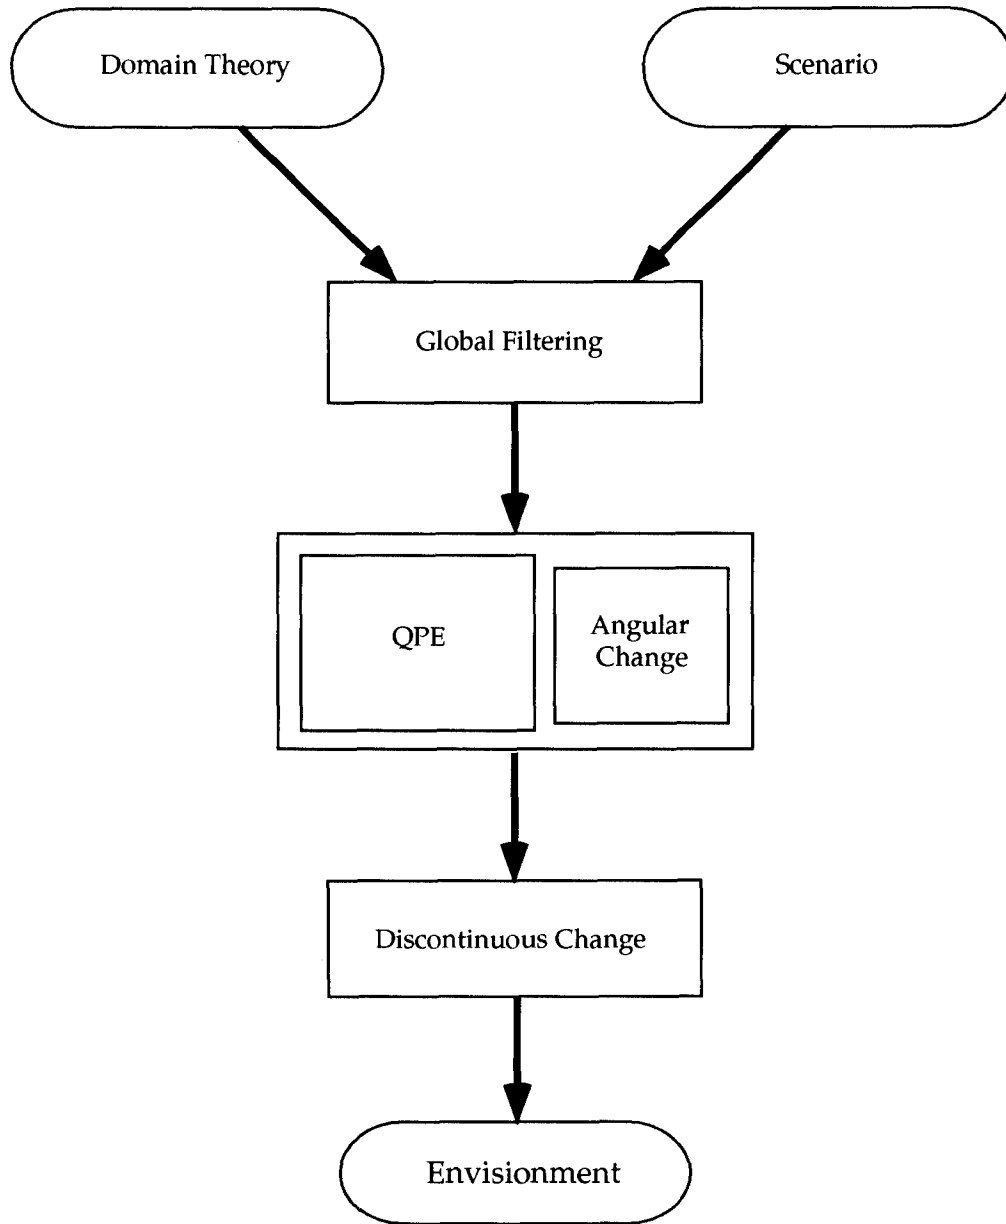 Domain Theory
Scenario
Global Filtering
QPE
Angular
Change
Discontinuous Change
Envisionment